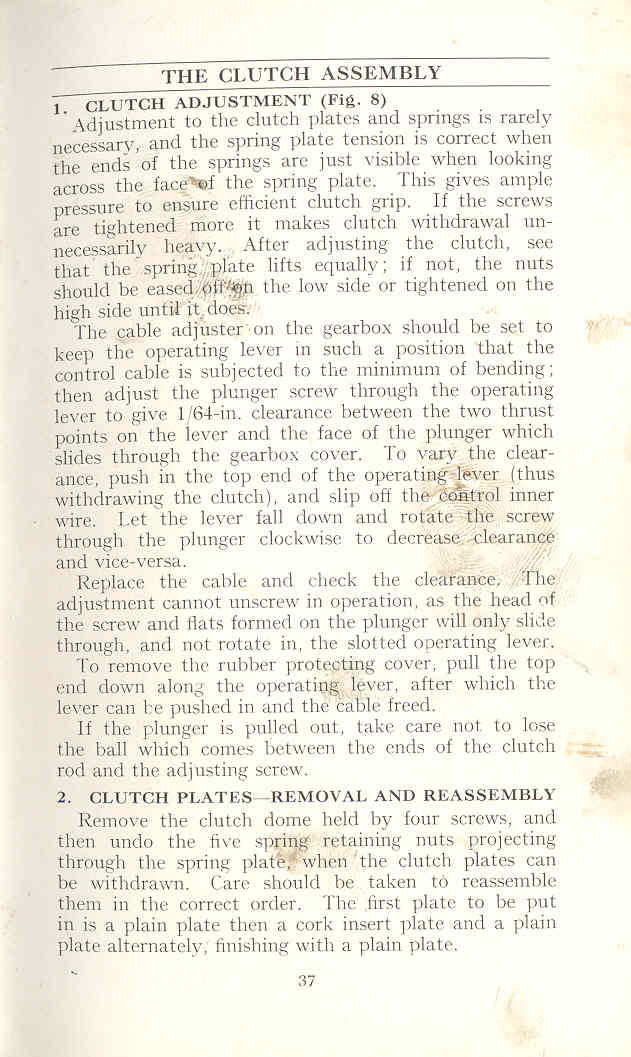 THE CLUTCH ASSEMBLY
1. CLUTCH ADJUSTMENT (Fig. 8)
Adjustment to the clutch plates and springs is rarely
necessary, and the spring plate tension is correct when
the ends of the springs are just visible when looking
across the face of the spring plate. This gives ample
pressure to ensure efficient clutch grip. If the screws
are tightened more it makes clutch withdrawal un-
necessarily heavy. After adjusting the clutch, see
that the spring plate lifts equally; if not, the nuts
should be eased off on the low side or tightened on the
high side until it does.
The cable adjuster on the gearbox should be set to
keep the operating lever in such a position that the
control cable is subjected to the minimum of bending;
then adjust the plunger screw through the operating
lever to give 1/64-in. clearance between the two thrust
points on the lever and the face of the plunger which
slides through the gearbox cover. To vary the clear-
ance, push in the top end of the operating lever (thus
withdrawing the clutch), and slip off the control inner
wire. Let the lever fall down and rotate the screw
through the plunger clockwise to decrease clearance
and vice-versa.
Replace the cable and check the clearance. The
adjustment cannot unscrew in operation, as the head of
the screw and flats formed on the plunger will only slide
through, and not rotate in, the slotted operating lever.
To remove the rubber protecting cover, pull the top
end down along the operating lever, after which the
lever can be pushed in and the cable freed.
If the plunger is pulled out, take care not to lose
the ball which comes between the ends of the clutch
rod and the adjusting screw.
2. CLUTCH PLATES—REMOVAL AND REASSEMBLY
Remove the clutch dome held by four screws, and
then undo the five spring retaining nuts projecting
through the spring plate, when the clutch plates can
be withdrawn. Care should be taken to reassemble
them in the correct order. The first plate to be put
in is a plain plate then a cork insert plate and a plain
plate alternately, finishing with a plain plate.
37